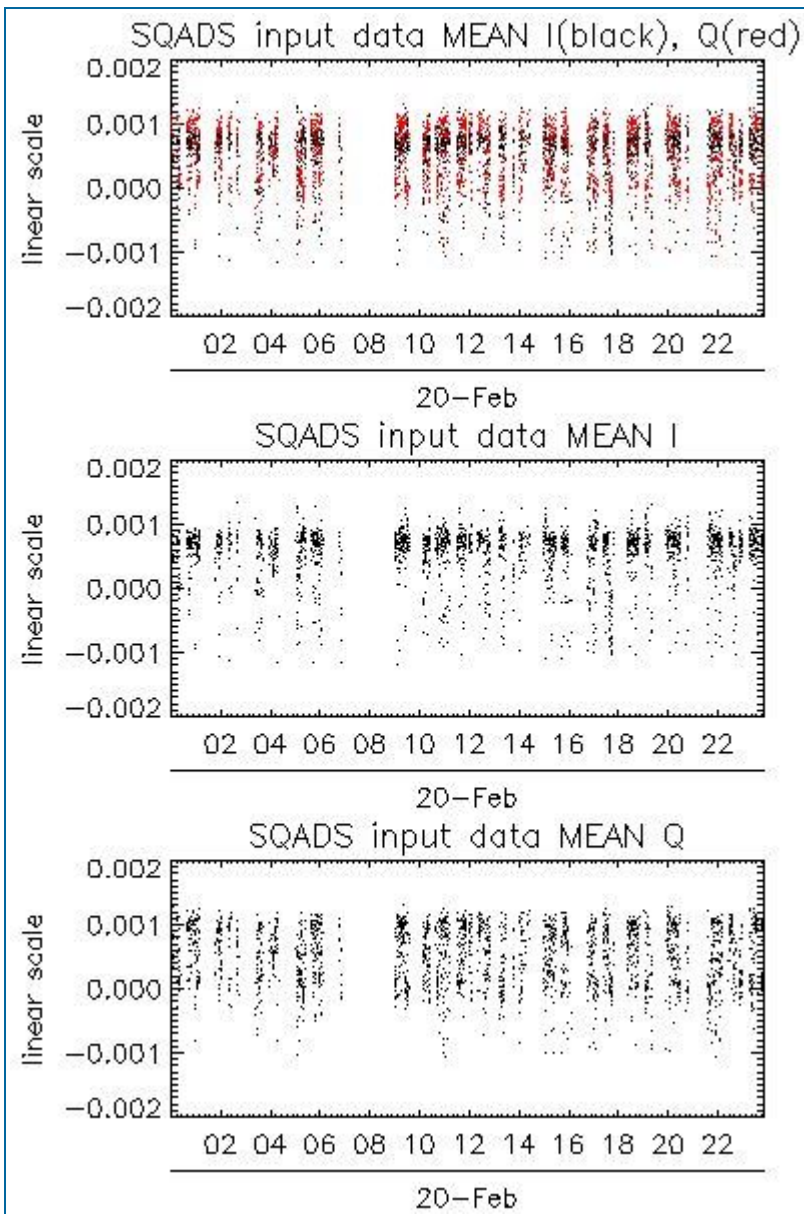 SQADS input data MEAN I(black), Q(red)
0.002
0.001
0.000
-0.001
-0.002
linear scale
02 04 06 08 10 12 14 16 18 20 22
20-Feb
SQADS input data MEAN I
0.002
0.001
0.000
-0.001
-0.002
linear scale
02 04 06 08 10 12 14 16 18 20 22
20-Feb
SQADS input data MEAN Q
0.002
0.001
0.000
-0.001
-0.002
linear scale
02 04 06 08 10 12 14 16 18 20 22
20-Feb